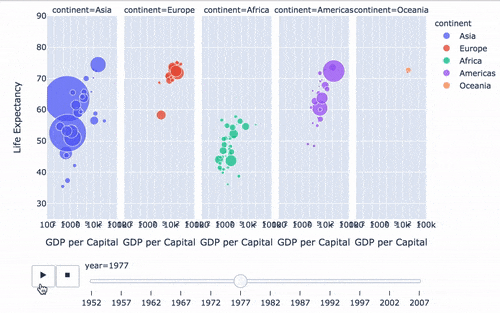 continent=Asia continent=Europe continent=Africa continent=Americas continent=Oceania
continent
Asia
Europe
Africa
Americas
Oceania
Life Expectancy
90
80
70
60
50
40
30
GDP per Capital GDP per Capital GDP per Capital GDP per Capital GDP per Capital
year=1977
1952 1957 1962 1967 1972 1977 1982 1987 1992 1997 2002 2007